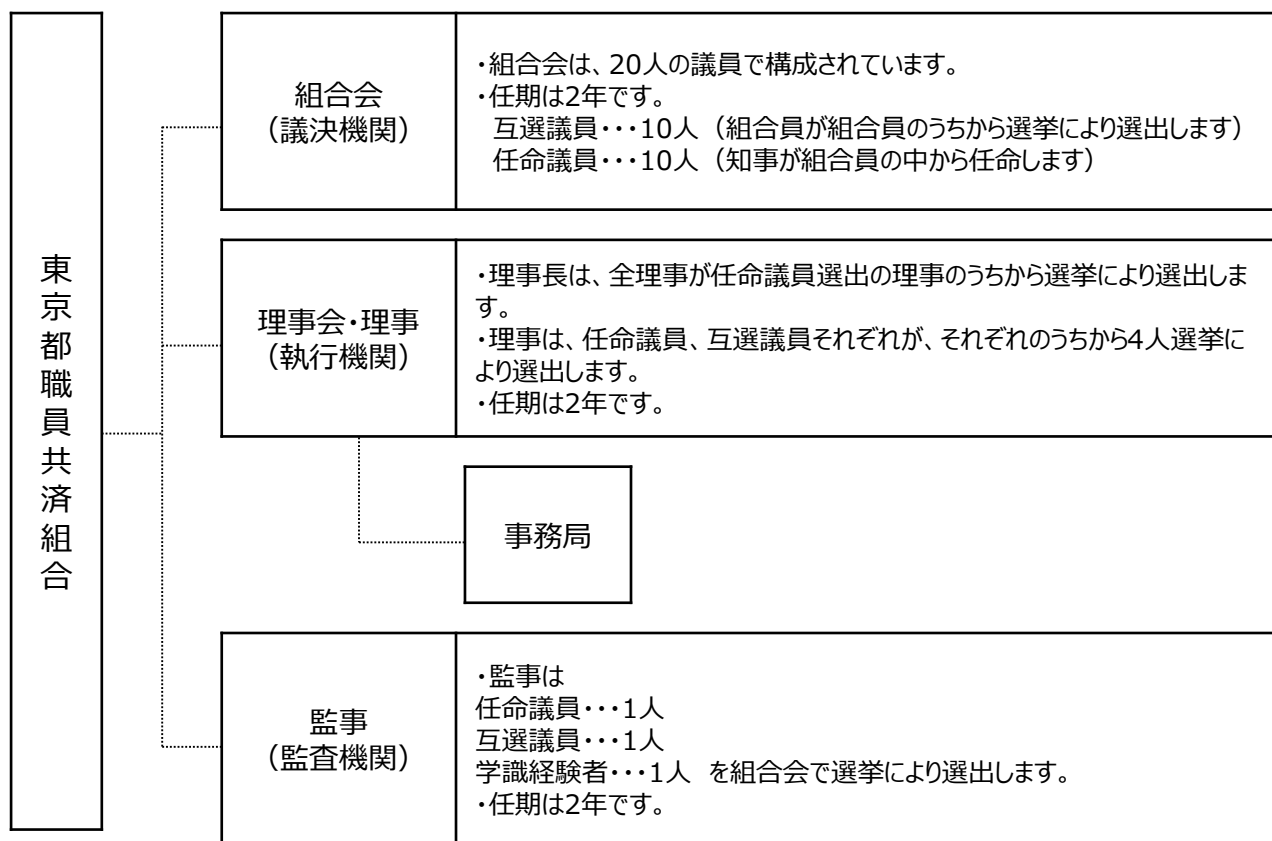 東京都職員共済組合
組合会
（議決機関）
・組合会は、20人の議員で構成されています。
・任期は2年です。
互選議員・・・10人（組合員が組合員のうちから選挙により選出します）
任命議員・・・10人（知事が組合員の中から任命します）
理事会・理事
（執行機関）
・理事長は、全理事が任命議員選出の理事のうちから選挙により選出しま
す。
・理事は、任命議員、互選議員それぞれが、それぞれのうちから4人選挙に
より選出します。
・任期は2年です。
事務局
監事
（監査機関）
・監事は
任命議員・・・1人
互選議員・・・1人
学識経験者・・・1人 を組合会で選挙により選出します。
・任期は2年です。